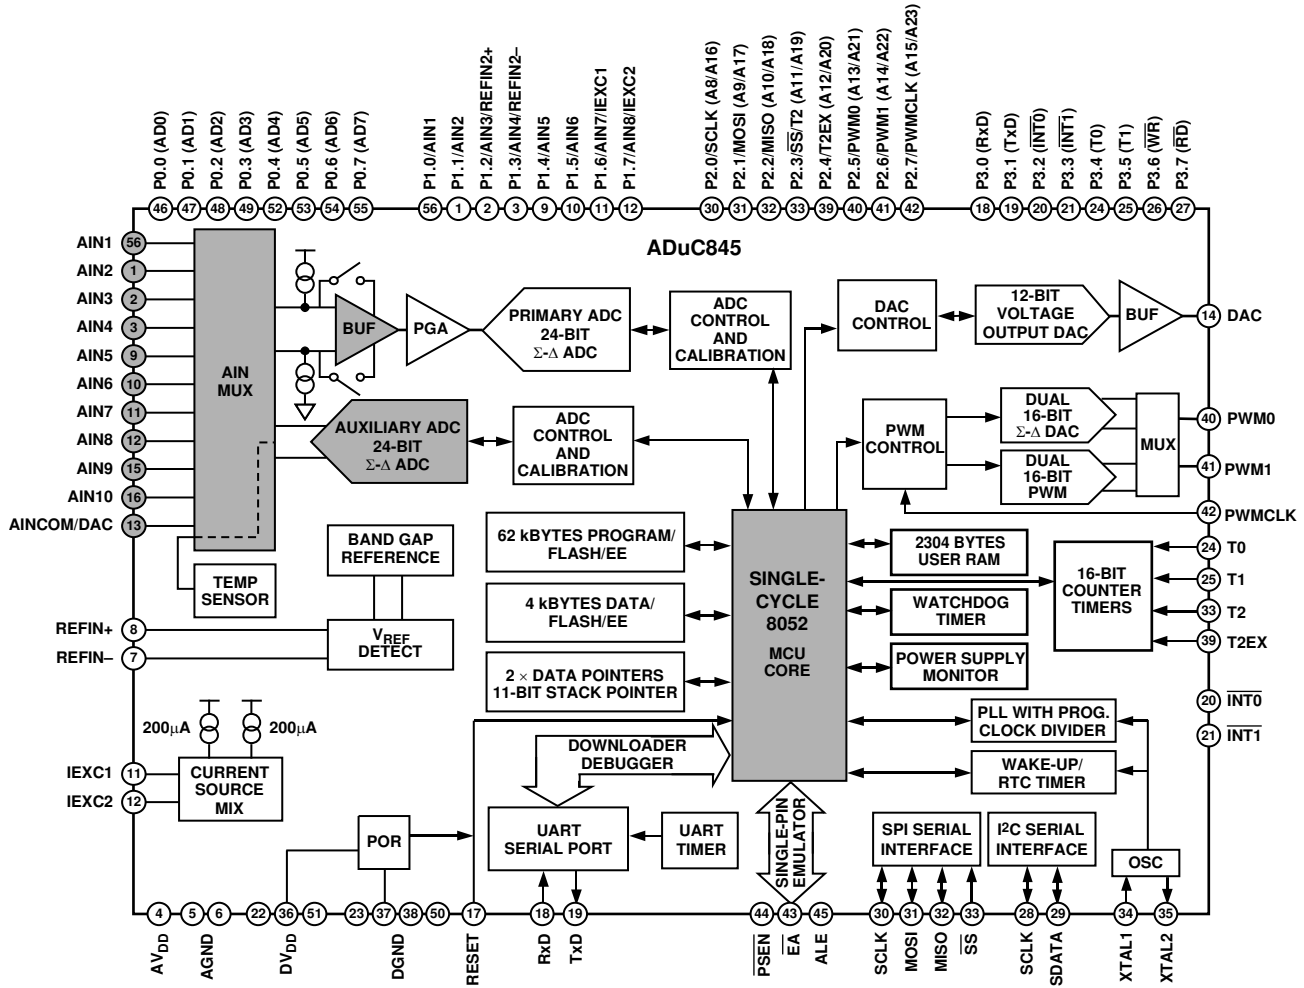 P0.0 (AD0)
P0.1 (AD1)
P0.2 (AD2)
P0.3 (AD3)
P0.4 (AD4)
P0.5 (AD5)
P0.6 (AD6)
P0.7 (AD7)
P1.0/AIN1
P1.1/AIN2
P1.2/AIN3/REFIN2+
P1.3/AIN4/REFIN2–
P1.4/AIN5
P1.5/AIN6
P1.6/AIN7/IEXC1
P1.7/AIN8/IEXC2
P2.0/SCLK (A8/A16)
P2.1/MOSI (A9/A17)
P2.2/MISO (A10/A18)
P2.3/S̅S̅/T2 (A11/A19)
P2.4/T2EX (A12/A20)
P2.5/PWM0 (A13/A21)
P2.6/PWM1 (A14/A22)
P2.7/PWMCLK (A15/A23)
P3.0 (RxD)
P3.1 (TxD)
P3.2 (I̅N̅T̅0̅)
P3.3 (I̅N̅T̅1̅)
P3.4 (T0)
P3.5 (T1)
P3.6 (W̅R̅)
P3.7 (R̅D̅)
46 47 48 49 52 53 54 55
56 1 2 3 9 10 11 12
30 31 32 33 39 40 41 42
18 19 20 21 24 25 26 27
ADuC845
AIN1 56
AIN2 1
AIN3 2
AIN4 3
AIN5 9
AIN6 10
AIN7 11
AIN8 12
AIN9 15
AIN10 16
AINCOM/DAC 13
AIN
MUX
BUF
PGA
PRIMARY ADC
24-BIT
Σ-Δ ADC
ADC
CONTROL
AND
CALIBRATION
DAC
CONTROL
12-BIT
VOLTAGE
OUTPUT DAC
BUF
14 DAC
AUXILIARY ADC
24-BIT
Σ-Δ ADC
ADC
CONTROL
AND
CALIBRATION
PWM
CONTROL
DUAL
16-BIT
Σ-Δ DAC
DUAL
16-BIT
PWM
MUX
40 PWM0
41 PWM1
42 PWMCLK
TEMP
SENSOR
BAND GAP
REFERENCE
V_REF
DETECT
REFIN+ 8
REFIN– 7
62 kBYTES PROGRAM/
FLASH/EE
4 kBYTES DATA/
FLASH/EE
2 × DATA POINTERS
11-BIT STACK POINTER
SINGLE-
CYCLE
8052
MCU
CORE
2304 BYTES
USER RAM
WATCHDOG
TIMER
POWER SUPPLY
MONITOR
16-BIT
COUNTER
TIMERS
24 T0
25 T1
33 T2
39 T2EX
20 I̅N̅T̅0̅
21 I̅N̅T̅1̅
PLL WITH PROG.
CLOCK DIVIDER
WAKE-UP/
RTC TIMER
200μA
200μA
IEXC1 11
IEXC2 12
CURRENT
SOURCE
MIX
DOWNLOADER
DEBUGGER
POR
UART
SERIAL PORT
UART
TIMER
SINGLE-PIN
EMULATOR
SPI SERIAL
INTERFACE
I²C SERIAL
INTERFACE
OSC
4 5 6 22 36 51 23 37 38 50 17 18 19 44 43 45 30 31 32 33 28 29 34 35
AV_DD
AGND
DV_DD
DGND
RESET
RxD
TxD
P̅S̅E̅N̅
E̅A̅
ALE
SCLK
MOSI
MISO
S̅S̅
SCLK
SDATA
XTAL1
XTAL2